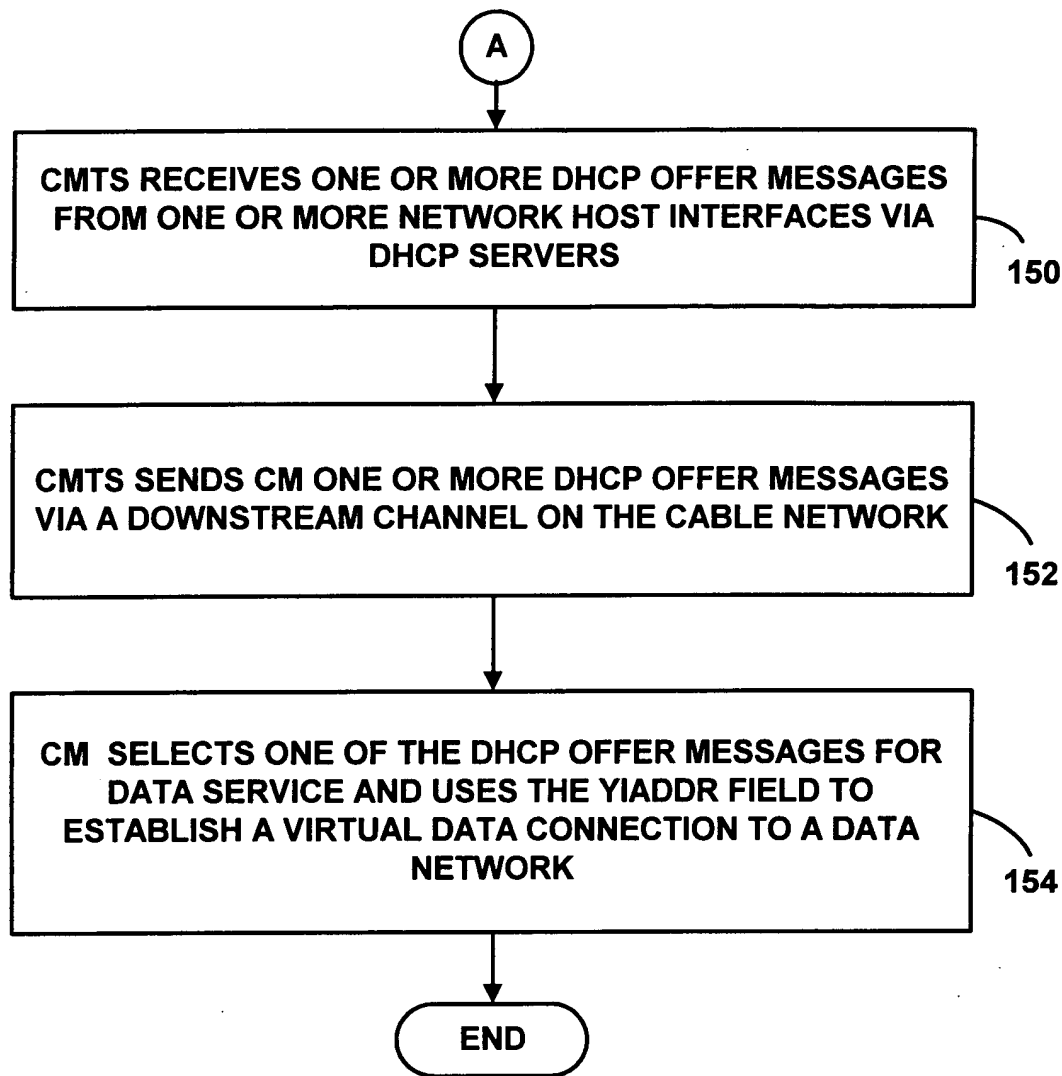 A
CMTS RECEIVES ONE OR MORE DHCP OFFER MESSAGES
FROM ONE OR MORE NETWORK HOST INTERFACES VIA
DHCP SERVERS
150
CMTS SENDS CM ONE OR MORE DHCP OFFER MESSAGES
VIA A DOWNSTREAM CHANNEL ON THE CABLE NETWORK
152
CM SELECTS ONE OF THE DHCP OFFER MESSAGES FOR
DATA SERVICE AND USES THE YIADDR FIELD TO
ESTABLISH A VIRTUAL DATA CONNECTION TO A DATA
NETWORK
154
END